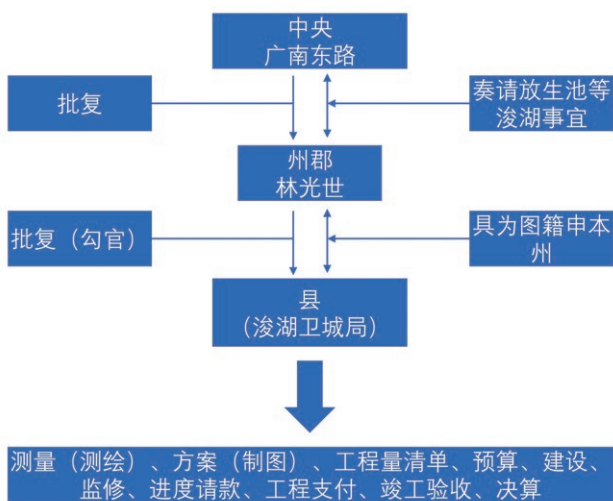 中央
广南东路
批复
奏请放生池等
浚湖事宜
州郡
林光世
批复（勾官）
具为图籍申本
州
县
（浚湖卫城局）
测量（测绘）、方案（制图）、工程量清单、预算、建设、
监修、进度请款、工程支付、竣工验收、决算